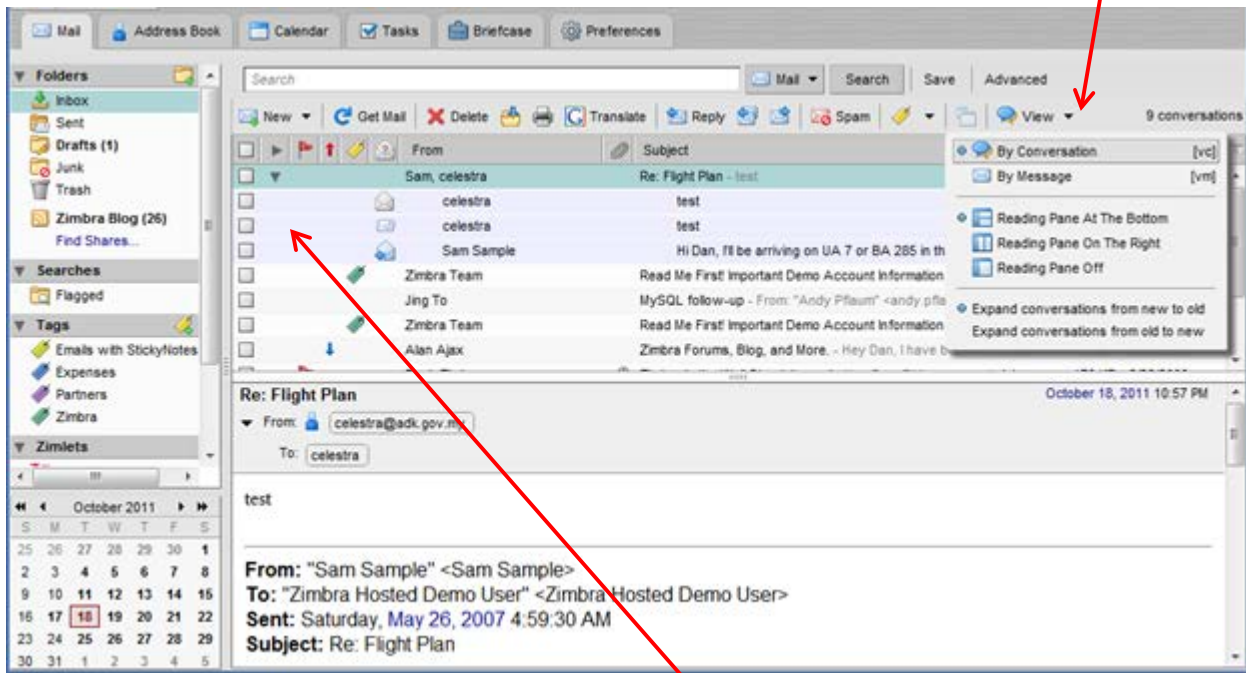 Mail Address Book Calendar Tasks Briefcase Preferences
Folders
Inbox
Sent
Drafts (1)
Junk
Trash
Zimbra Blog (26)
Find Shares...
Searches
Flagged
Tags
Emails with StickyNotes
Expenses
Partners
Zimbra
Zimlets
October 2011
S M T W T F S
25 26 27 28 29 30 1
2 3 4 5 6 7 8
9 10 11 12 13 14 15
16 17 18 19 20 21 22
23 24 25 26 27 28 29
30 31 1 2 3 4 5
Search Mail Search Save Advanced
New Get Mail Delete Translate Reply Spam View 9 conversations
From Subject
Sam, celestra Re: Flight Plan - test
celestra test
celestra test
Sam Sample Hi Dan, I'll be arriving on UA 7 or BA 285 in th
Zimbra Team Read Me First! Important Demo Account Information
Jing To MySQL follow-up - From: "Andy Pflaum" <andy pfla
Zimbra Team Read Me First! Important Demo Account Information
Alan Ajax Zimbra Forums, Blog, and More. - Hey Dan, I have b
By Conversation [vc]
By Message [vm]
Reading Pane At The Bottom
Reading Pane On The Right
Reading Pane Off
Expand conversations from new to old
Expand conversations from old to new
Re: Flight Plan October 18, 2011 10:57 PM
From: celestra@adk.gov.my
To: celestra
test
From: "Sam Sample" <Sam Sample>
To: "Zimbra Hosted Demo User" <Zimbra Hosted Demo User>
Sent: Saturday, May 26, 2007 4:59:30 AM
Subject: Re: Flight Plan